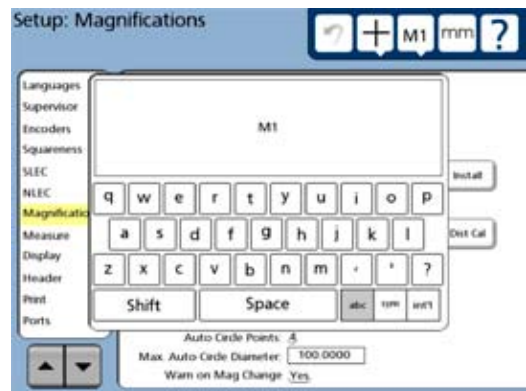 Setup: Magnifications
M1 mm ?
Languages
Supervisor
Encoders
Squareness
SLEC
NLEC
Magnificatio
Measure
Display
Header
Print
Ports
M1
Install
Dist Cal
q w e r t y u i o p
a s d f g h j k l
z x c v b n m , ' ?
Shift Space abc sym int'l
Auto Circle Points: 4
Max. Auto Circle Diameter: 100.0000
Warn on Mag Change Yes